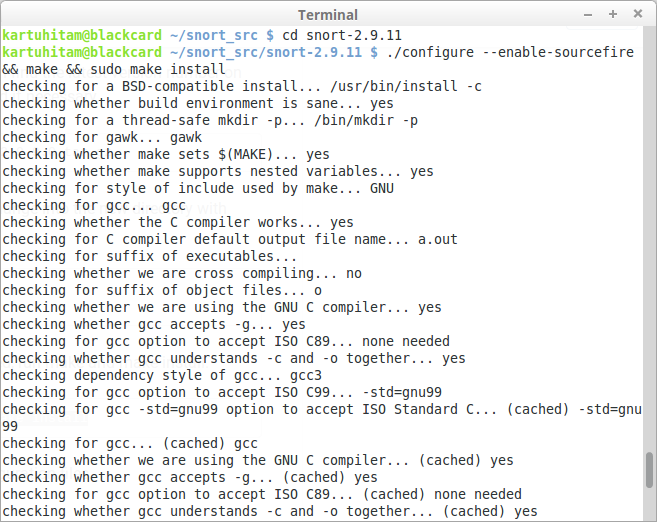 Terminal
kartuhitam@blackcard ~/snort_src $ cd snort-2.9.11
kartuhitam@blackcard ~/snort_src/snort-2.9.11 $ ./configure --enable-sourcefire
&& make && sudo make install
checking for a BSD-compatible install... /usr/bin/install -c
checking whether build environment is sane... yes
checking for a thread-safe mkdir -p... /bin/mkdir -p
checking for gawk... gawk
checking whether make sets $(MAKE)... yes
checking whether make supports nested variables... yes
checking for style of include used by make... GNU
checking for gcc... gcc
checking whether the C compiler works... yes
checking for C compiler default output file name... a.out
checking for suffix of executables...
checking whether we are cross compiling... no
checking for suffix of object files... o
checking whether we are using the GNU C compiler... yes
checking whether gcc accepts -g... yes
checking for gcc option to accept ISO C89... none needed
checking whether gcc understands -c and -o together... yes
checking dependency style of gcc... gcc3
checking for gcc option to accept ISO C99... -std=gnu99
checking for gcc -std=gnu99 option to accept ISO Standard C... (cached) -std=gnu
99
checking for gcc... (cached) gcc
checking whether we are using the GNU C compiler... (cached) yes
checking whether gcc accepts -g... (cached) yes
checking for gcc option to accept ISO C89... (cached) none needed
checking whether gcc understands -c and -o together... (cached) yes